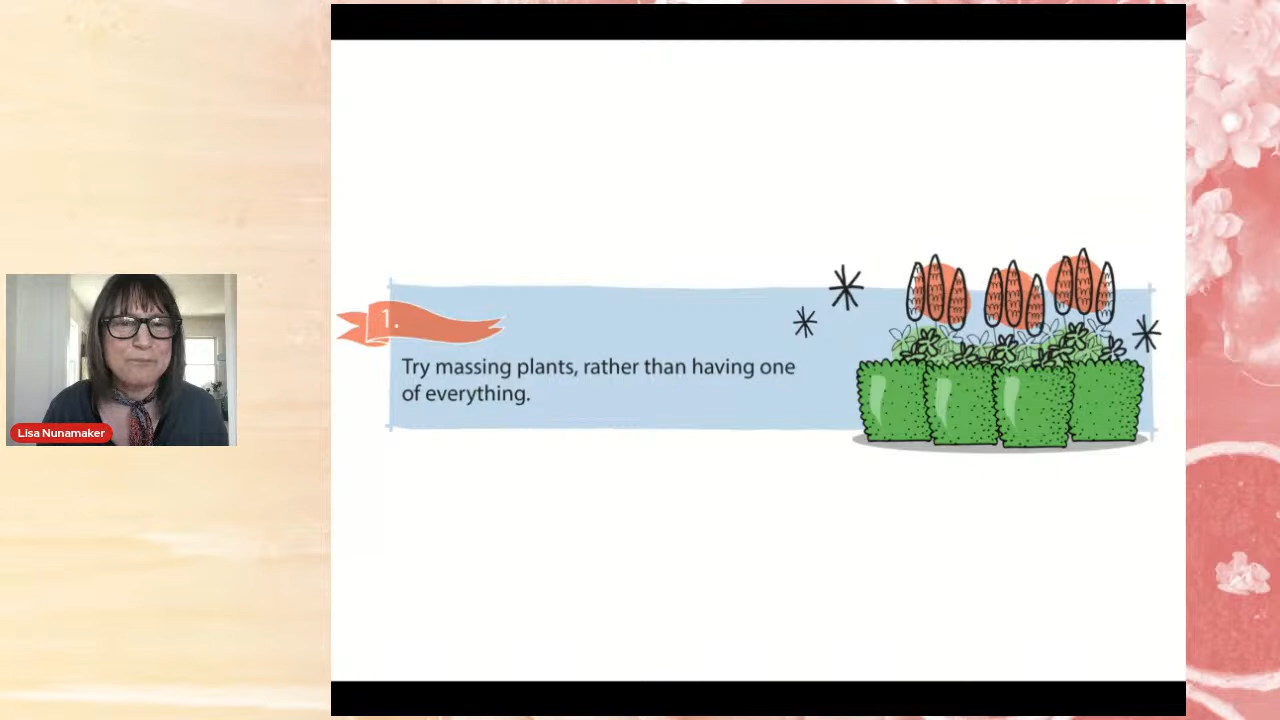 1.
Try massing plants, rather than having one
of everything.
Lisa Nunamaker